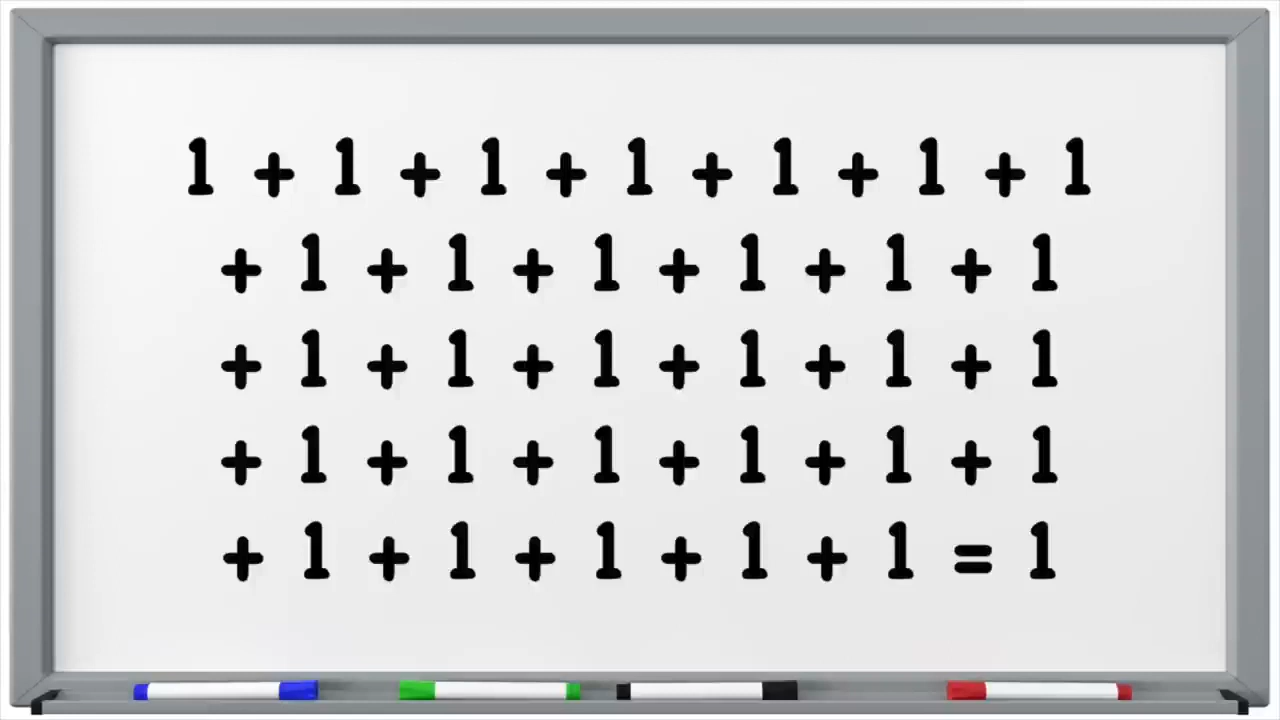 1 + 1 + 1 + 1 + 1 + 1 + 1
+ 1 + 1 + 1 + 1 + 1 + 1
+ 1 + 1 + 1 + 1 + 1 + 1
+ 1 + 1 + 1 + 1 + 1 + 1
+ 1 + 1 + 1 + 1 + 1 = 1